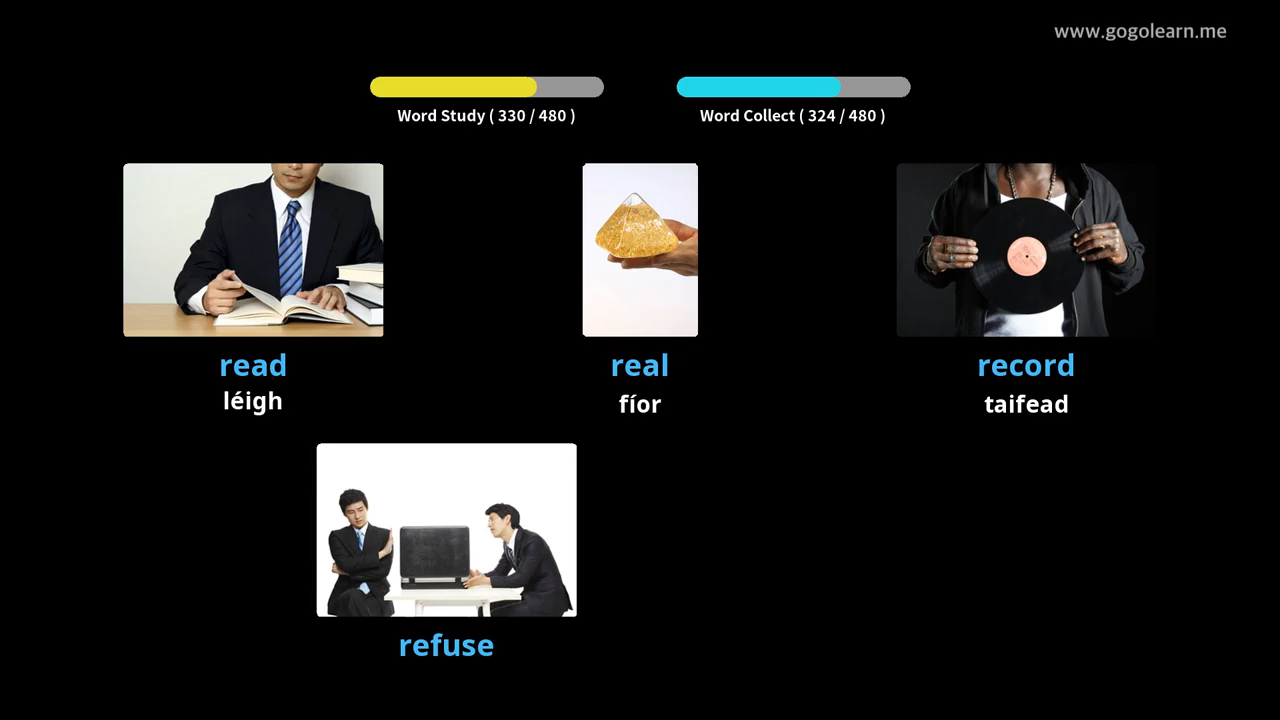 www.gogolearn.me
Word Study ( 330 / 480 )
Word Collect ( 324 / 480 )
read
léigh
real
fíor
record
taifead
refuse